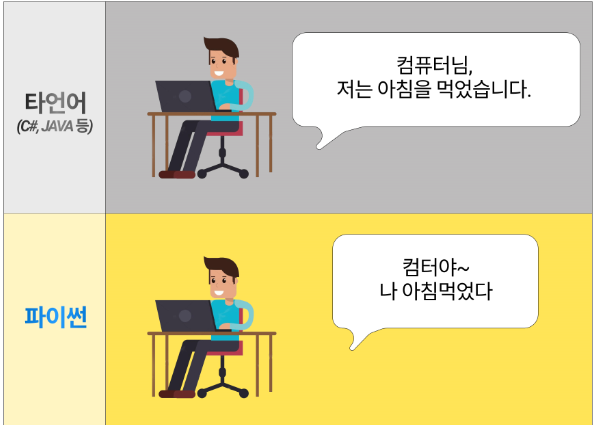 타언어
(C#, JAVA 등)
컴퓨터님,
저는 아침을 먹었습니다.
파이썬
컴터야~
나 아침먹었다